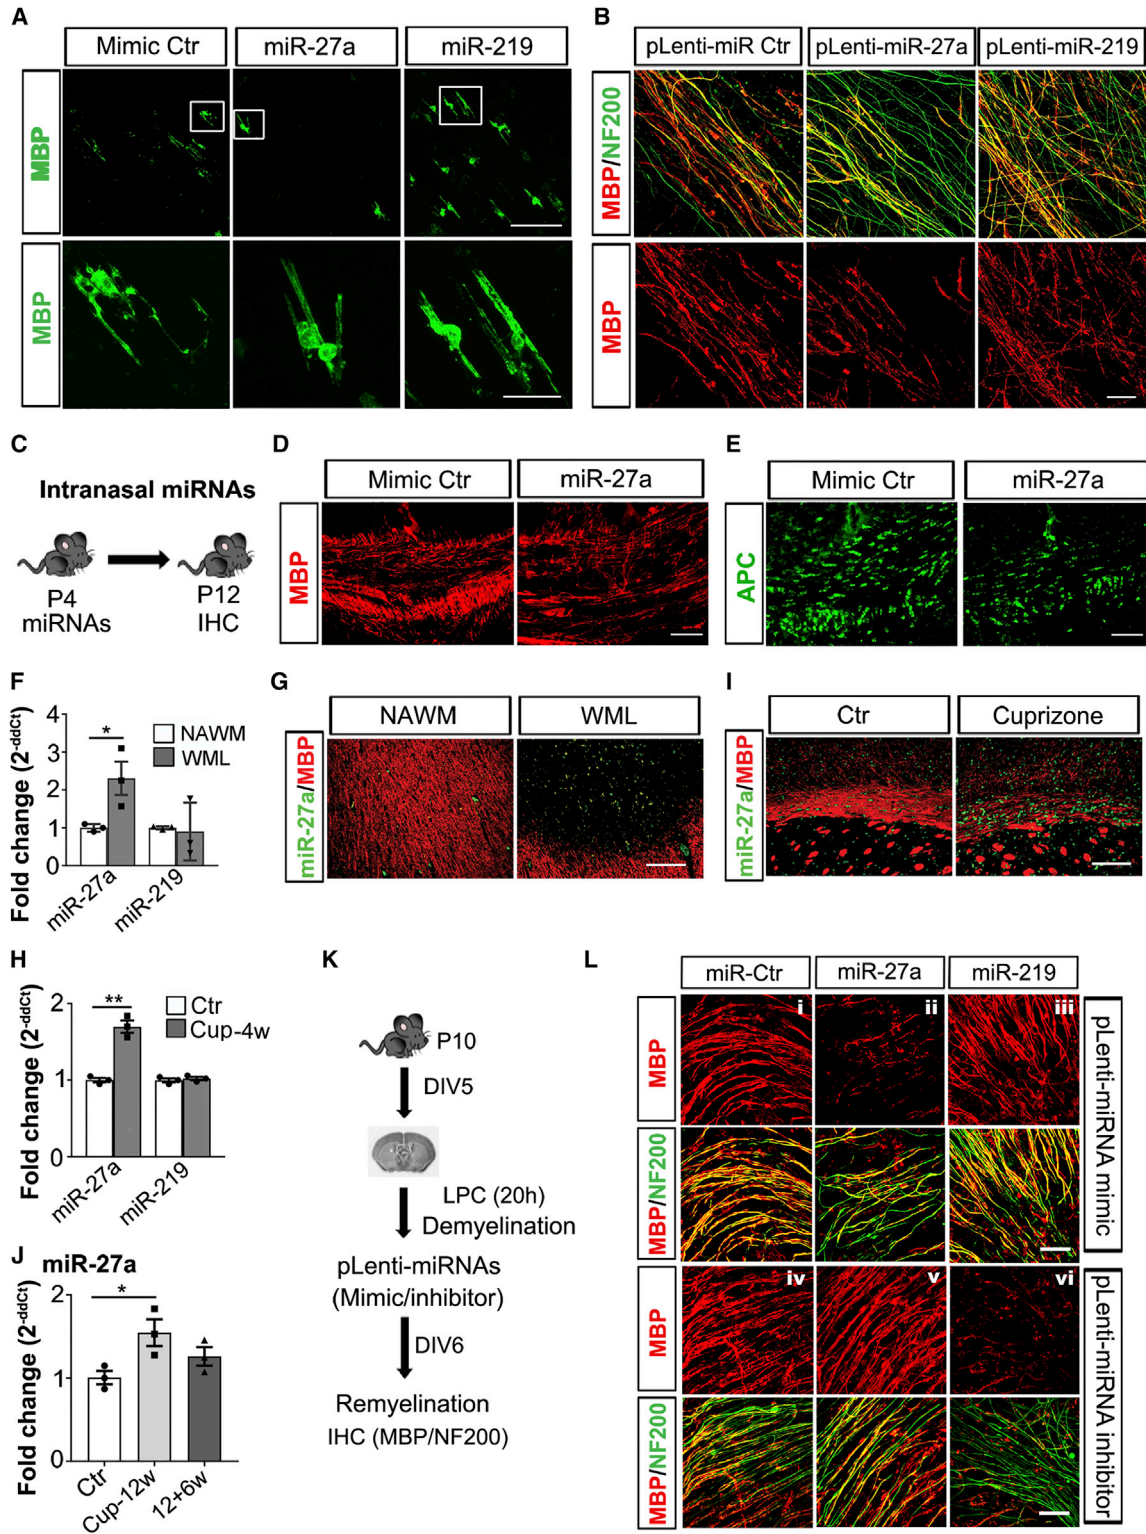 A
Mimic Ctr
miR-27a
miR-219
MBP
MBP
B
pLenti-miR Ctr
pLenti-miR-27a
pLenti-miR-219
MBP/NF200
MBP
C
Intranasal miRNAs
P4
miRNAs
P12
IHC
D
Mimic Ctr
miR-27a
MBP
E
Mimic Ctr
miR-27a
APC
F
Fold change (2^-ddCt)
4
3
2
1
0
*
NAWM
WML
miR-27a
miR-219
G
NAWM
WML
miR-27a/MBP
I
Ctr
Cuprizone
miR-27a/MBP
H
Fold change (2^-ddCt)
2
1
0
**
Ctr
Cup-4w
miR-27a
miR-219
J
miR-27a
Fold change (2^-ddCt)
2
1
0
*
Ctr
Cup-12w
12+6w
K
P10
DIV5
LPC (20h)
Demyelination
pLenti-miRNAs
(Mimic/inhibitor)
DIV6
Remyelination
IHC (MBP/NF200)
L
miR-Ctr
miR-27a
miR-219
MBP
i
ii
iii
MBP/NF200
pLenti-miRNA mimic
MBP
iv
v
vi
MBP/NF200
pLenti-miRNA inhibitor